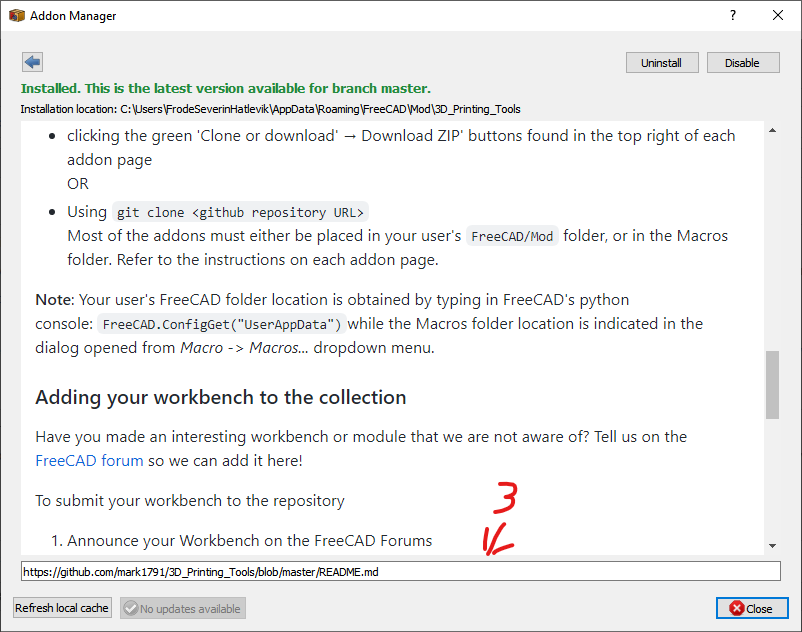 Addon Manager
?
Uninstall
Disable
Installed. This is the latest version available for branch master.
Installation location: C:\Users\FrodeSeverinHatlevik\AppData\Roaming\FreeCAD\Mod\3D_Printing_Tools
• clicking the green 'Clone or download' → Download ZIP' buttons found in the top right of each
addon page
OR
• Using git clone <github repository URL>
Most of the addons must either be placed in your user's FreeCAD/Mod folder, or in the Macros
folder. Refer to the instructions on each addon page.
Note: Your user's FreeCAD folder location is obtained by typing in FreeCAD's python
console: FreeCAD.ConfigGet("UserAppData") while the Macros folder location is indicated in the
dialog opened from Macro -> Macros... dropdown menu.
Adding your workbench to the collection
Have you made an interesting workbench or module that we are not aware of? Tell us on the
FreeCAD forum so we can add it here!
To submit your workbench to the repository
3
1. Announce your Workbench on the FreeCAD Forums
https://github.com/mark1791/3D_Printing_Tools/blob/master/README.md
Refresh local cache
No updates available
Close